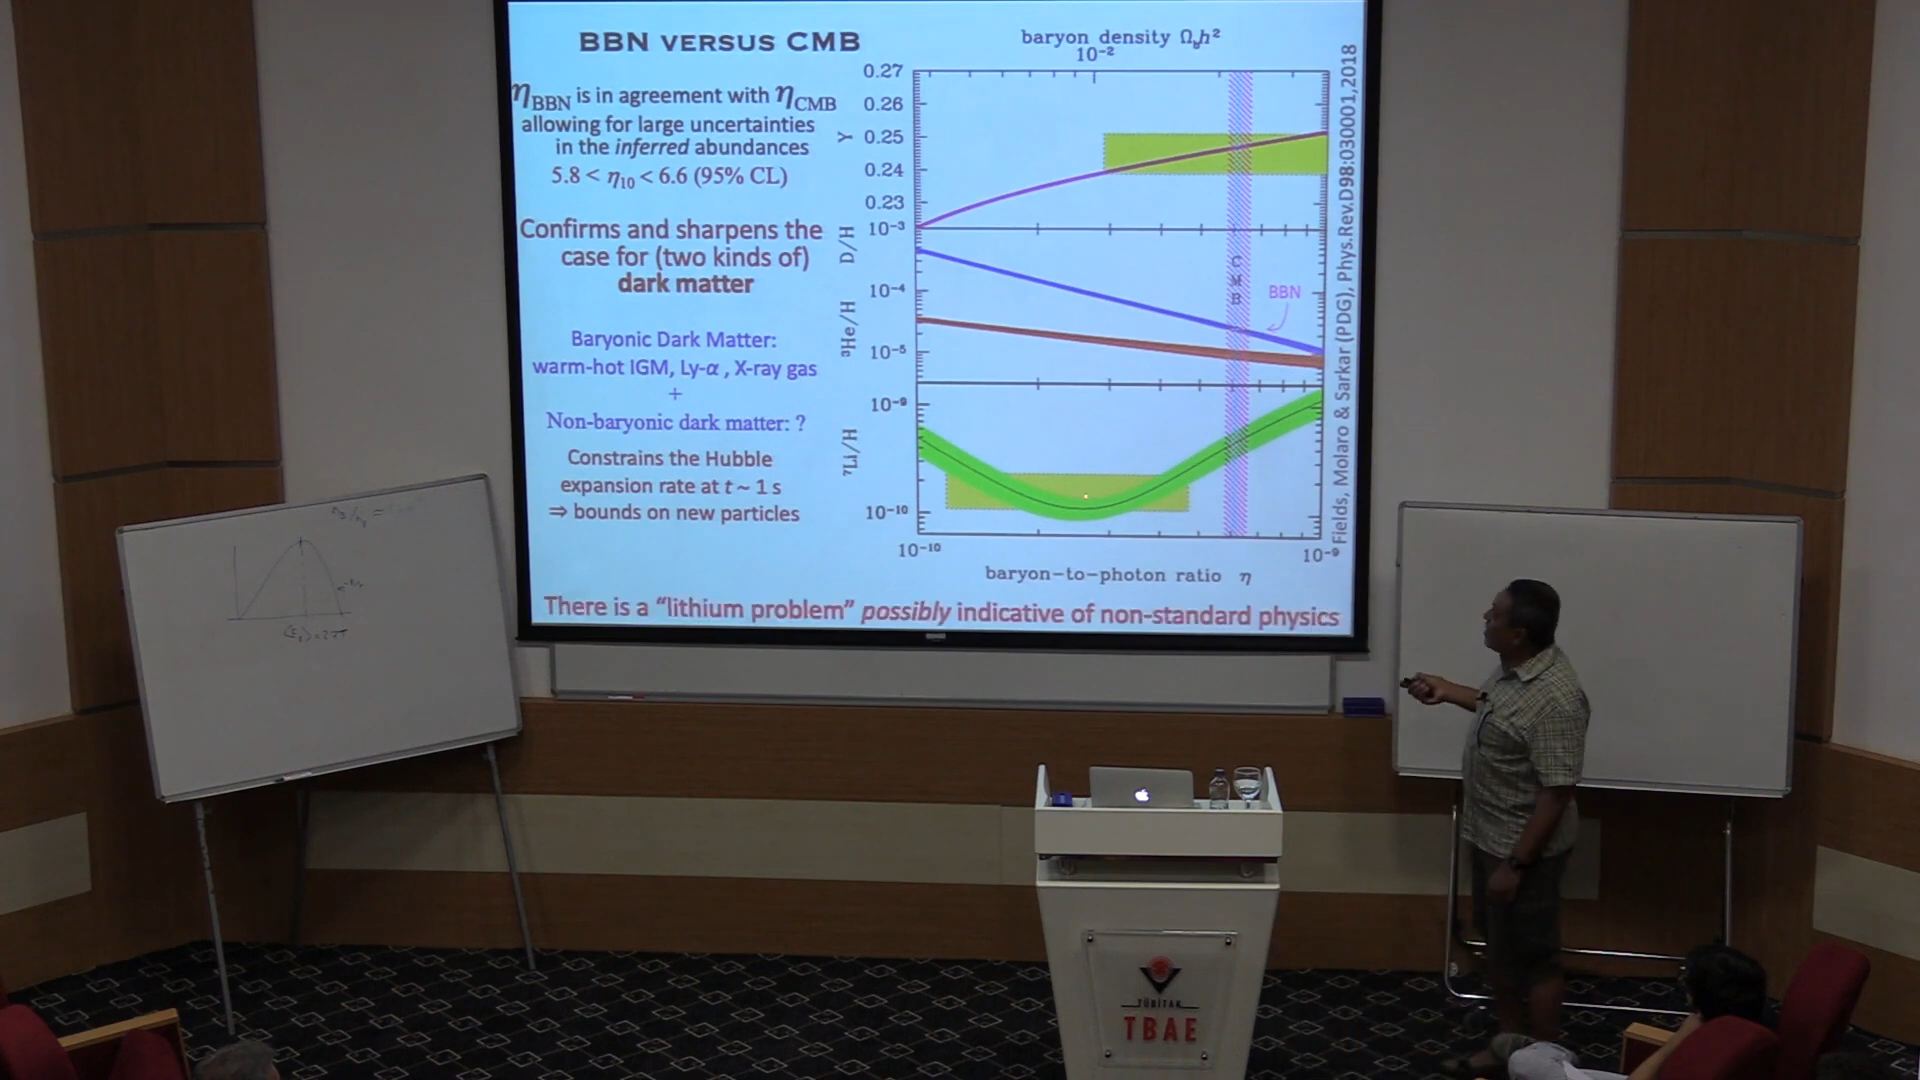 BBN VERSUS CMB
ηBBN is in agreement with ηCMB
allowing for large uncertainties
in the inferred abundances
5.8 < η10 < 6.6 (95% CL)
Confirms and sharpens the
case for (two kinds of)
dark matter
Baryonic Dark Matter:
warm-hot IGM, Ly-α , X-ray gas
+
Non-baryonic dark matter: ?
Constrains the Hubble
expansion rate at t ~ 1 s
⇒ bounds on new particles
baryon density Ωbh²
10⁻²
0.27
0.26
0.25
0.24
0.23
Y
10⁻³
D/H
10⁻⁴
³He/H
10⁻⁵
CMB
BBN
10⁻⁹
⁷Li/H
10⁻¹⁰
10⁻¹⁰
10⁻⁹
baryon-to-photon ratio η
Fields, Molaro & Sarkar (PDG), Phys.Rev.D98:030001,2018
There is a “lithium problem” possibly indicative of non-standard physics
TÜBİTAK
TBAE